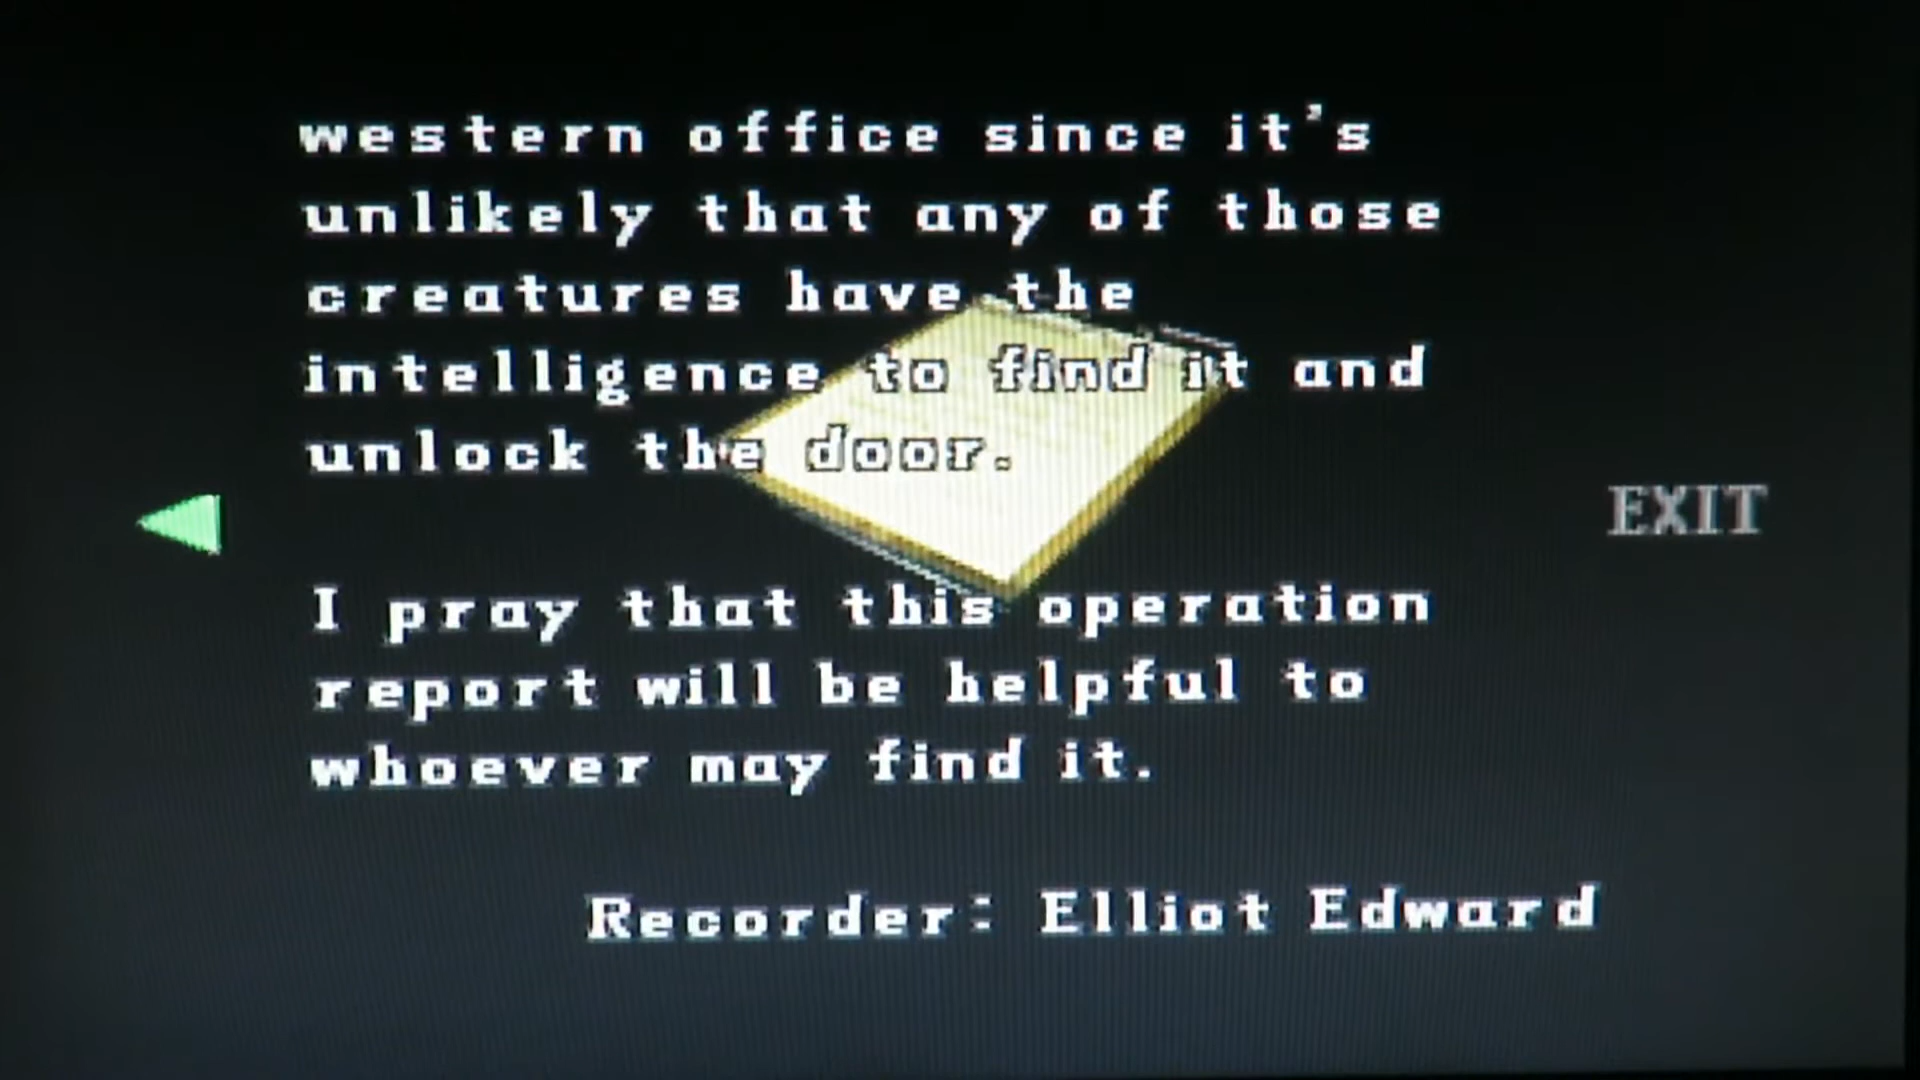 western office since it's
unlikely that any of those
creatures have the
intelligence to find it and
unlock the door.
EXIT
I pray that this operation
report will be helpful to
whoever may find it.
Recorder: Elliot Edward